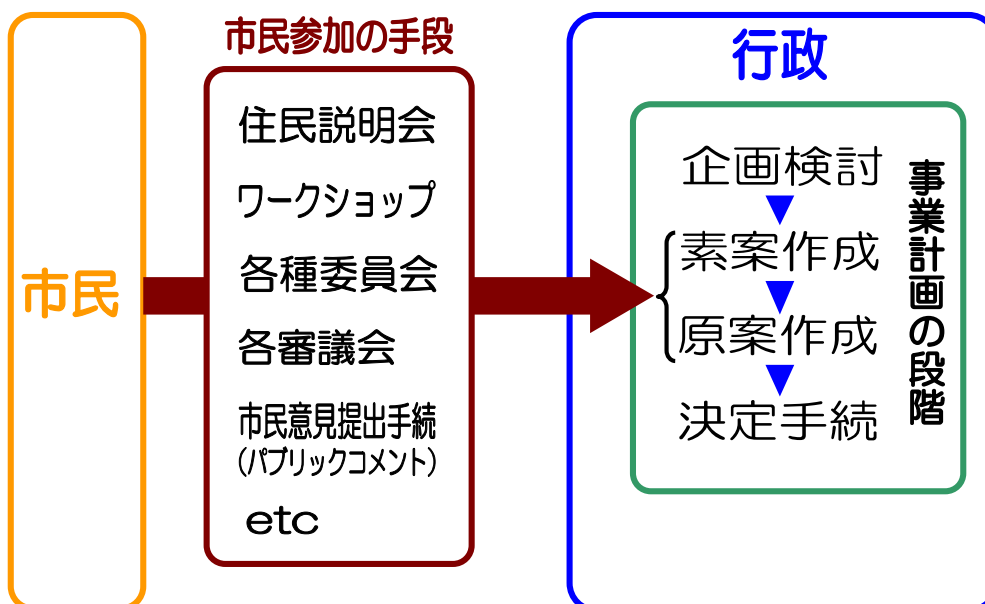 市民
市民参加の手段
住民説明会
ワークショップ
各種委員会
各審議会
市民意見提出手続
(パブリックコメント)
etc
行政
企画検討
素案作成
原案作成
決定手続
事業計画の段階